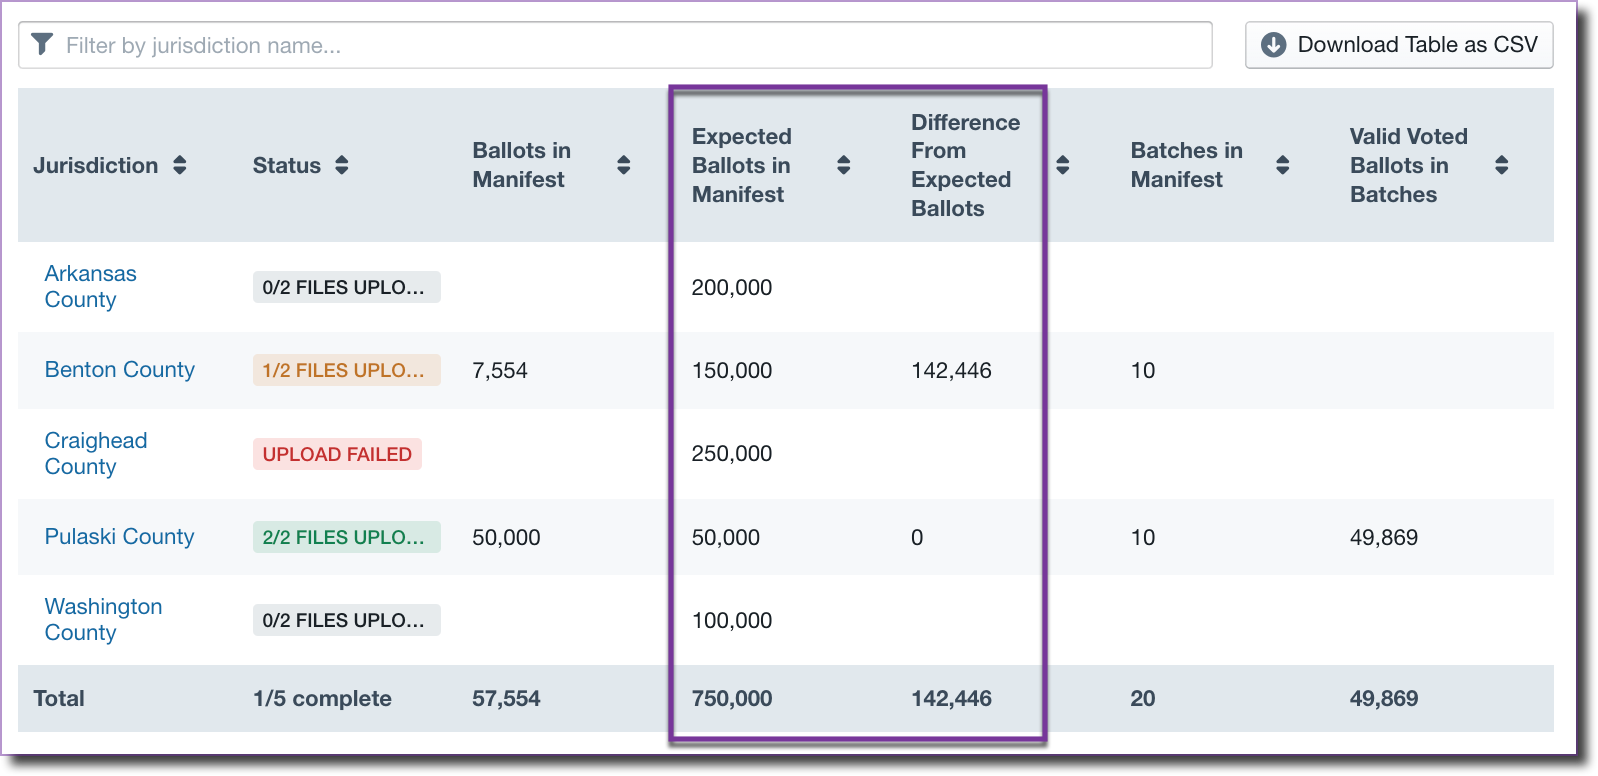 Filter by jurisdiction name...
Download Table as CSV
Jurisdiction
Status
Ballots in
Manifest
Expected
Ballots in
Manifest
Difference
From
Expected
Ballots
Batches in
Manifest
Valid Voted
Ballots in
Batches
Arkansas
County
0/2 FILES UPLO...
200,000
Benton County
1/2 FILES UPLO...
7,554
150,000
142,446
10
Craighead
County
UPLOAD FAILED
250,000
Pulaski County
2/2 FILES UPLO...
50,000
50,000
0
10
49,869
Washington
County
0/2 FILES UPLO...
100,000
Total
1/5 complete
57,554
750,000
142,446
20
49,869